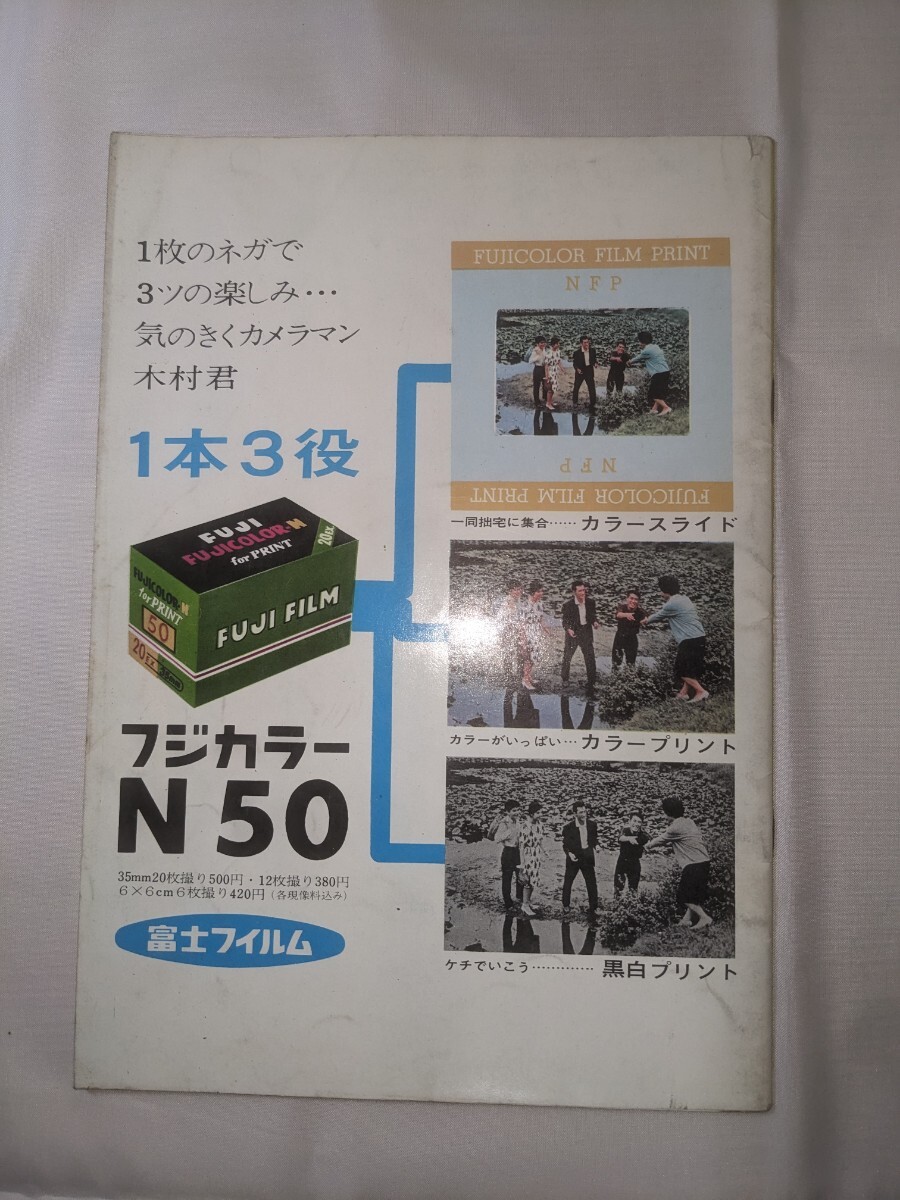 1枚のネガで
3ツの楽しみ…
気のきくカメラマン
木村君
1本3役
FUJI
FUJICOLOR-N
for PRINT
20EX.
FUJICOLOR-N
for PRINT
50
20EX. 35mm
FUJI FILM
フジカラー
N 50
35mm20枚撮り500円・12枚撮り380円
6×6cm6枚撮り420円(各現像料込み)
富士フイルム
FUJICOLOR FILM PRINT
NFP
NFP
FUJICOLOR FILM PRINT
一同拙宅に集合……カラースライド
カラーがいっぱい…カラープリント
ケチでいこう…………黒白プリント